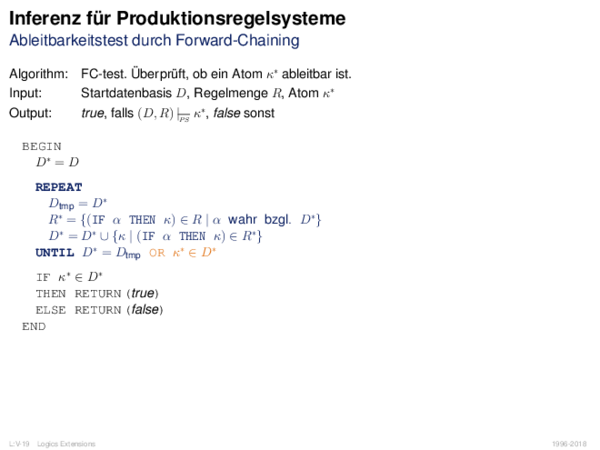 Inferenz für Produktionsregelsysteme
Ableitbarkeitstest durch Forward-Chaining
Algorithm: FC-test. Überprüft, ob ein Atom κ* ableitbar ist.
Input: Startdatenbasis D, Regelmenge R, Atom κ*
Output: true, falls (D, R) ⊢PS κ*, false sonst
BEGIN
D* = D
REPEAT
Dtmp = D*
R* = {(IF α THEN κ) ∈ R | α wahr bzgl. D*}
D* = D* ∪ {κ | (IF α THEN κ) ∈ R*}
UNTIL D* = Dtmp OR κ* ∈ D*
IF κ* ∈ D*
THEN RETURN (true)
ELSE RETURN (false)
END
L:V-19 Logics Extensions 1996-2018